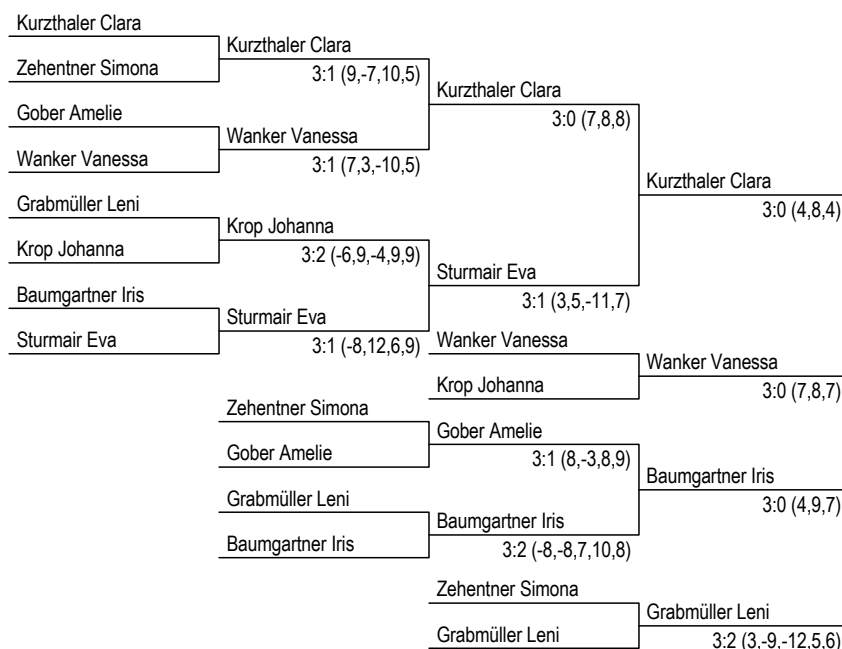 Kurzthaler Clara
Kurzthaler Clara
Zehentner Simona
3:1 (9,-7,10,5)
Kurzthaler Clara
Gober Amelie
3:0 (7,8,8)
Wanker Vanessa
Wanker Vanessa
3:1 (7,3,-10,5)
Kurzthaler Clara
Grabmüller Leni
3:0 (4,8,4)
Krop Johanna
Krop Johanna
3:2 (-6,9,-4,9,9)
Sturmair Eva
Baumgartner Iris
3:1 (3,5,-11,7)
Sturmair Eva
Sturmair Eva
3:1 (-8,12,6,9)
Wanker Vanessa
Wanker Vanessa
Krop Johanna
3:0 (7,8,7)
Zehentner Simona
Gober Amelie
Gober Amelie
3:1 (8,-3,8,9)
Baumgartner Iris
Grabmüller Leni
3:0 (4,9,7)
Baumgartner Iris
Baumgartner Iris
3:2 (-8,-8,7,10,8)
Zehentner Simona
Grabmüller Leni
Grabmüller Leni
3:2 (3,-9,-12,5,6)